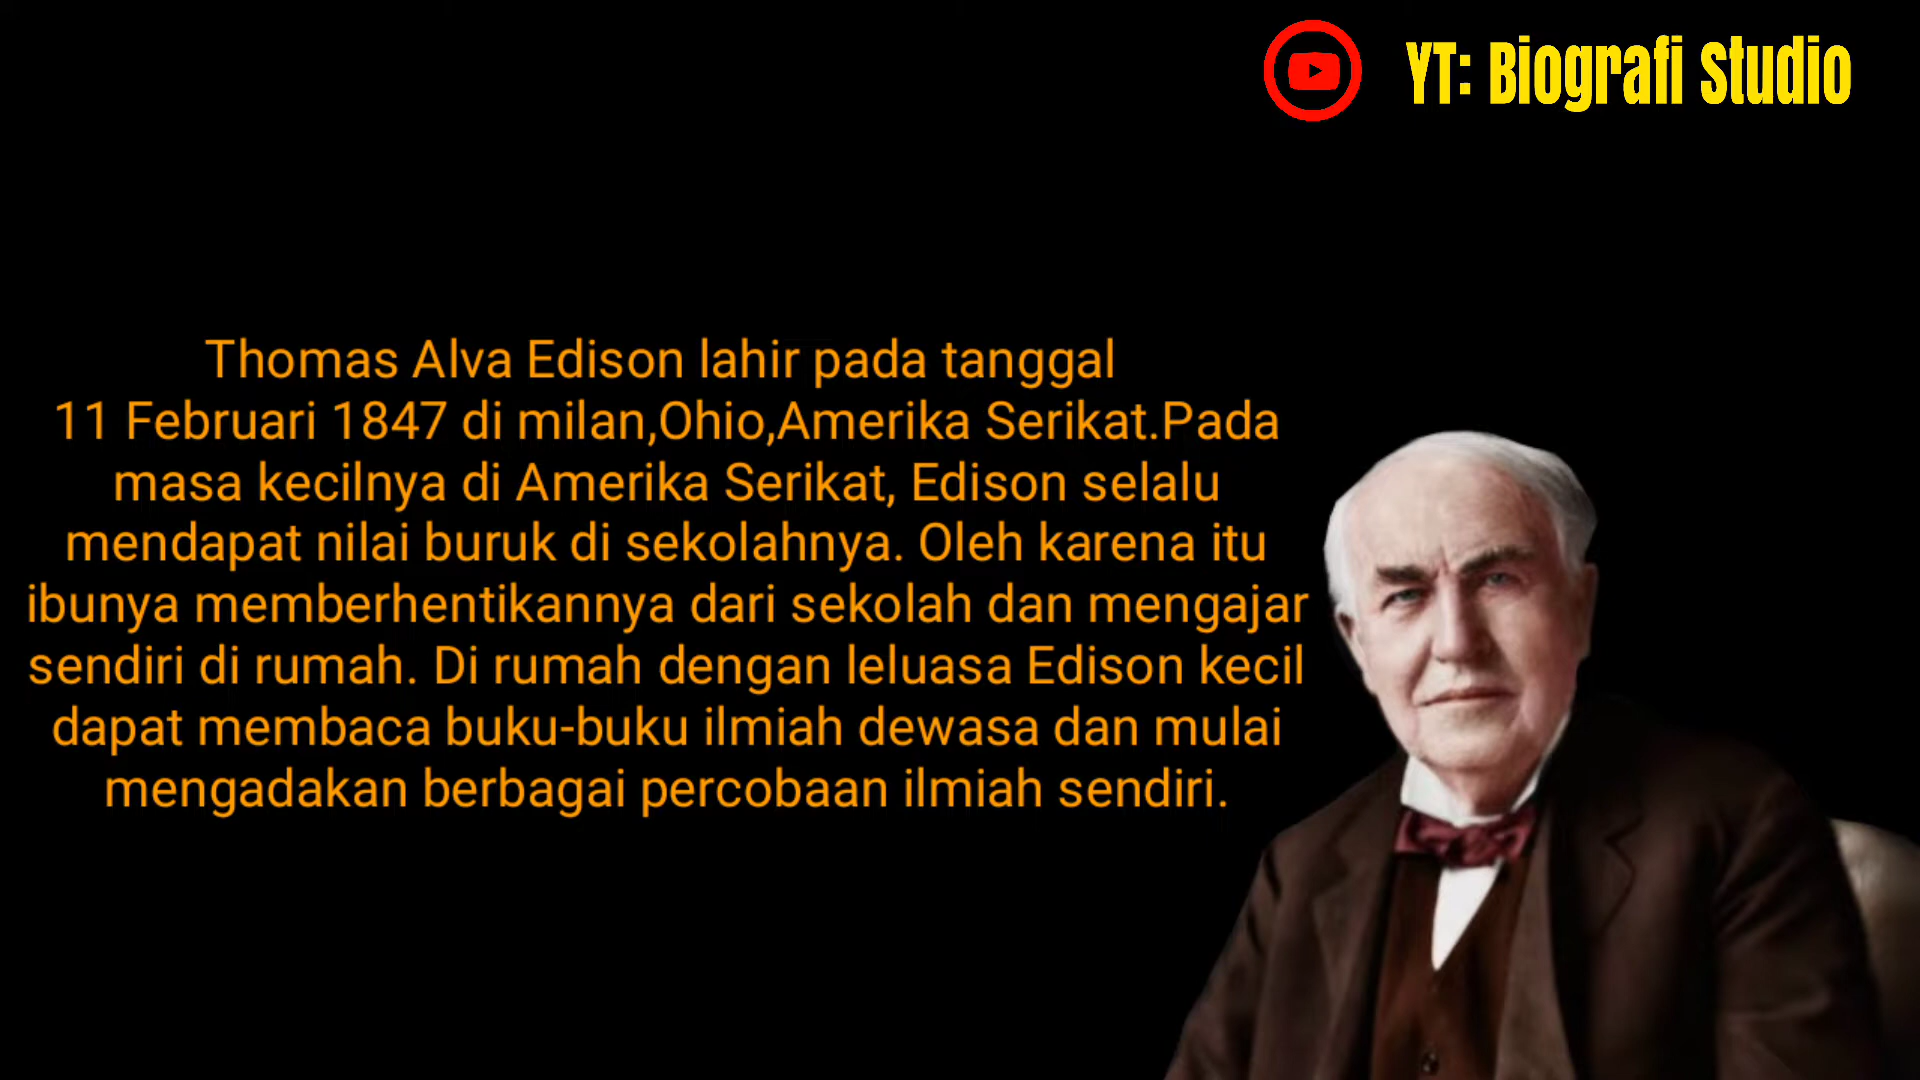 YT: Biografi Studio
Thomas Alva Edison lahir pada tanggal
11 Februari 1847 di milan,Ohio,Amerika Serikat.Pada
masa kecilnya di Amerika Serikat, Edison selalu
mendapat nilai buruk di sekolahnya. Oleh karena itu
ibunya memberhentikannya dari sekolah dan mengajar
sendiri di rumah. Di rumah dengan leluasa Edison kecil
dapat membaca buku-buku ilmiah dewasa dan mulai
mengadakan berbagai percobaan ilmiah sendiri.